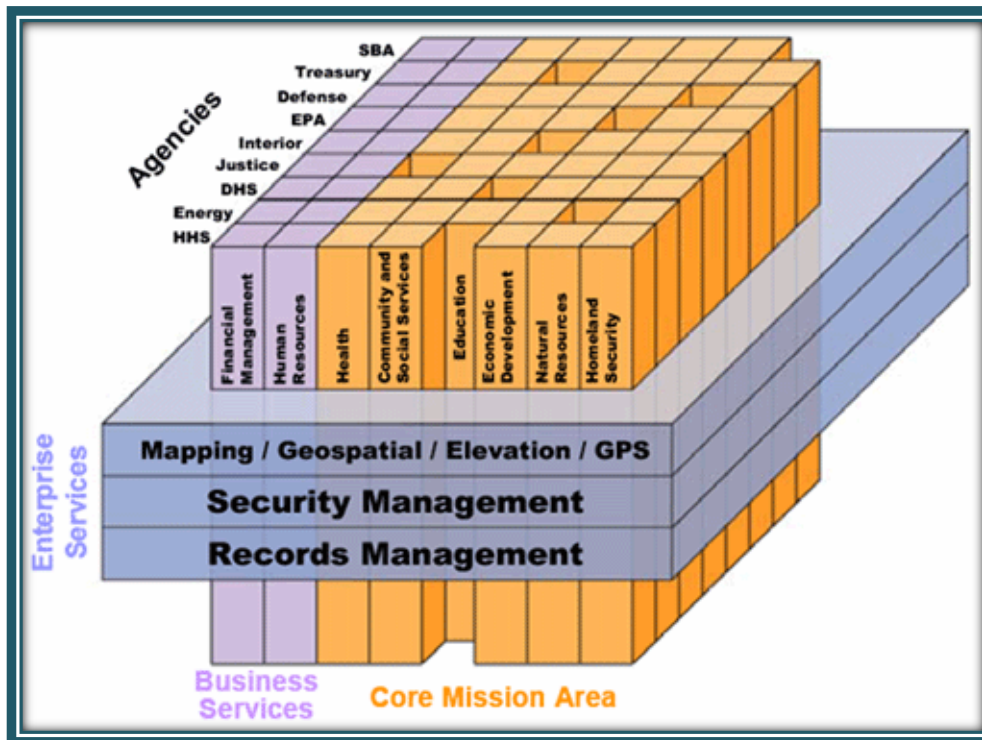 SBA
Treasury
Defense
EPA
Interior
Justice
DHS
Energy
HHS
Agencies
Financial
Management
Human
Resources
Health
Community and
Social Services
Education
Economic
Development
Natural
Resources
Homeland
Security
Enterprise
Services
Mapping / Geospatial / Elevation / GPS
Security Management
Records Management
Business
Services
Core Mission Area